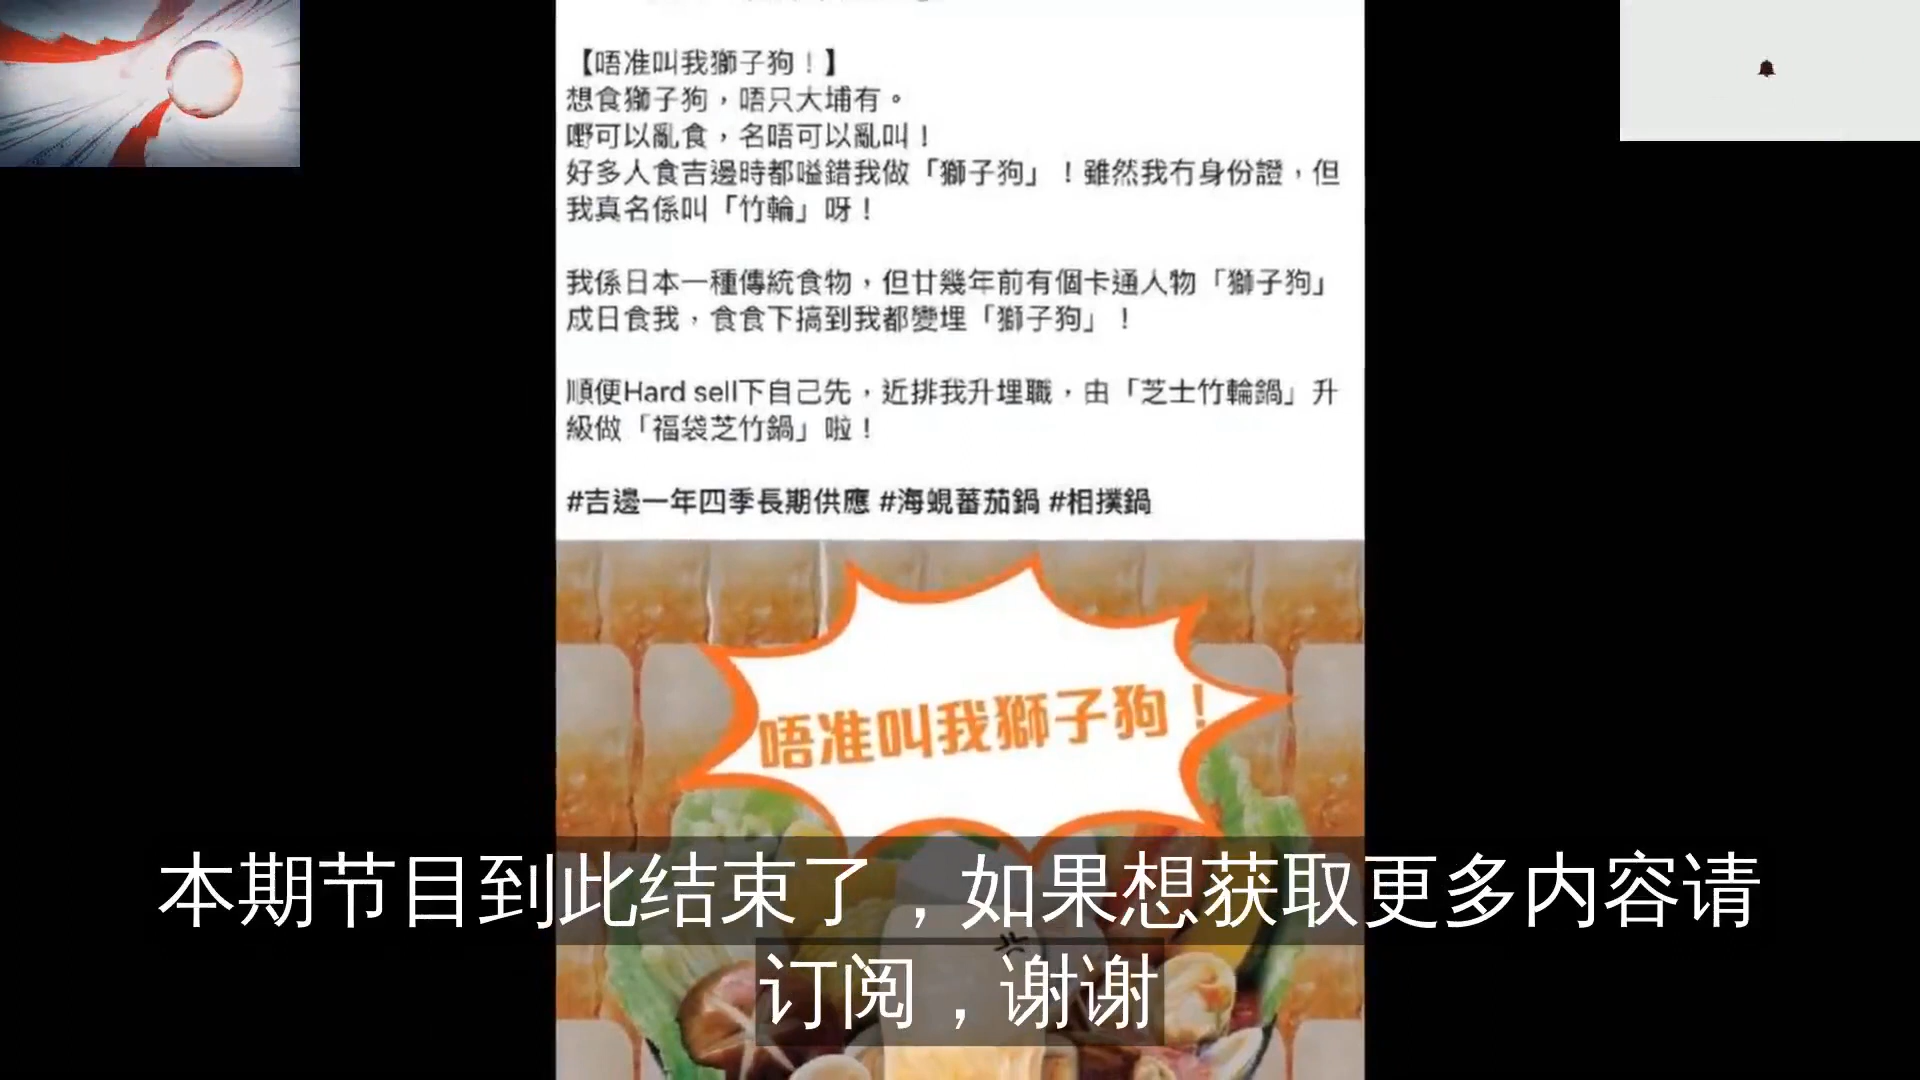 【唔准叫我獅子狗！】
想食獅子狗，唔只大埔有。
嘢可以亂食，名唔可以亂叫！
好多人食吉邊時都嗌錯我做「獅子狗」！雖然我冇身份證，但
我真名係叫「竹輪」呀！
我係日本一種傳統食物，但廿幾年前有個卡通人物「獅子狗」
成日食我，食食下搞到我都變埋「獅子狗」！
順便Hard sell下自己先，近排我升埋職，由「芝士竹輪鍋」升
級做「福袋芝竹鍋」啦！
#吉邊一年四季長期供應 #海蜆蕃茄鍋 #相撲鍋
唔准叫我獅子狗！
本期节目到此结束了，如果想获取更多内容请
订阅，谢谢